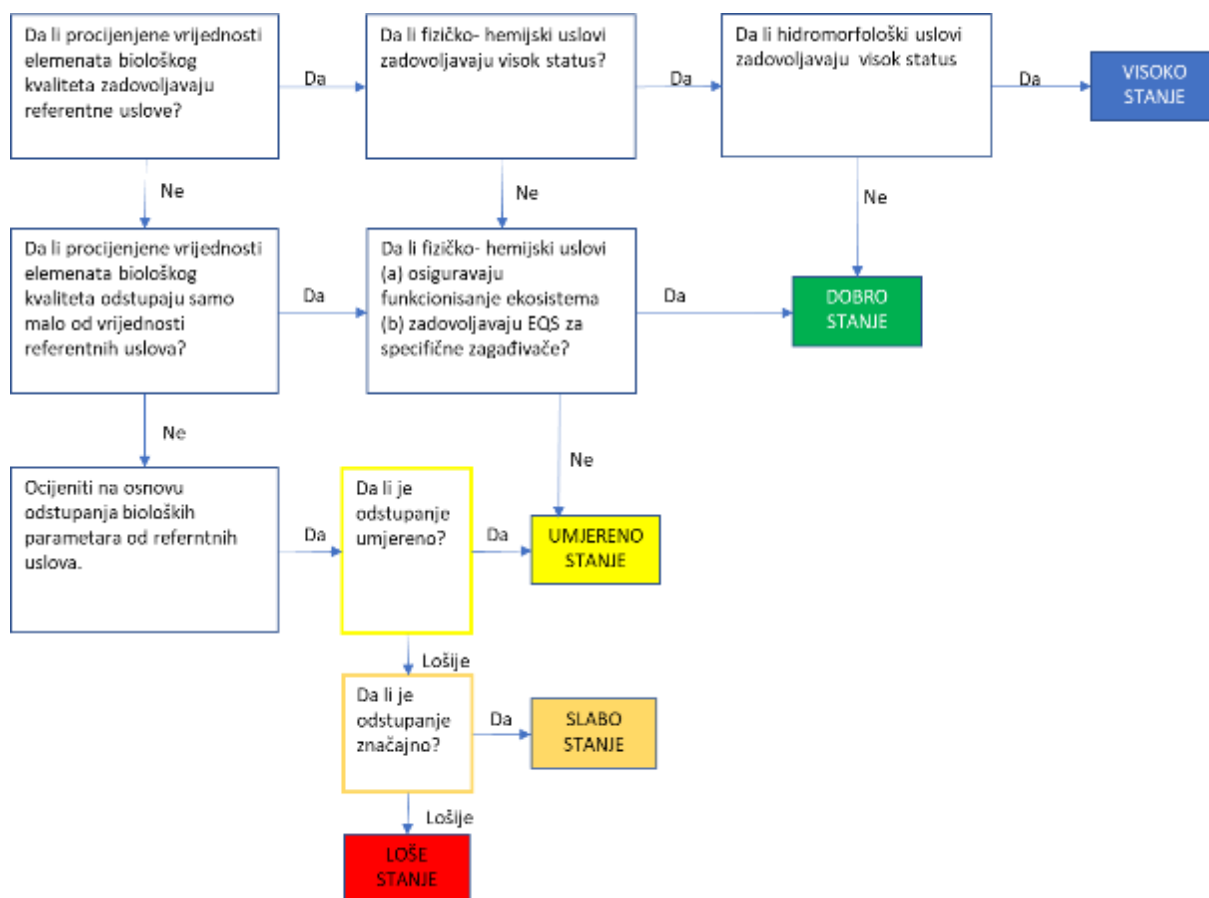 Da li procijenjene vrijednosti
elemenata biološkog
kvaliteta zadovoljavaju
referentne uslove?
Da
Da li fizičko- hemijski uslovi
zadovoljavaju visok status?
Da
Da li hidromorfološki uslovi
zadovoljavaju visok status
Da
VISOKO
STANJE
Ne
Ne
Ne
Da li procijenjene vrijednosti
elemenata biološkog
kvaliteta odstupaju samo
malo od vrijednosti
referentnih uslova?
Da
Da li fizičko- hemijski uslovi
(a) osiguravaju
funkcionisanje ekosistema
(b) zadovoljavaju EQS za
specifične zagađivače?
Da
DOBRO
STANJE
Ne
Ne
Ocijeniti na osnovu
odstupanja bioloških
parametara od referntnih
uslova.
Da
Da li je
odstupanje
umjereno?
Da
UMJERENO
STANJE
Lošije
Da li je
odstupanje
značajno?
Da
SLABO
STANJE
Lošije
LOŠE
STANJE